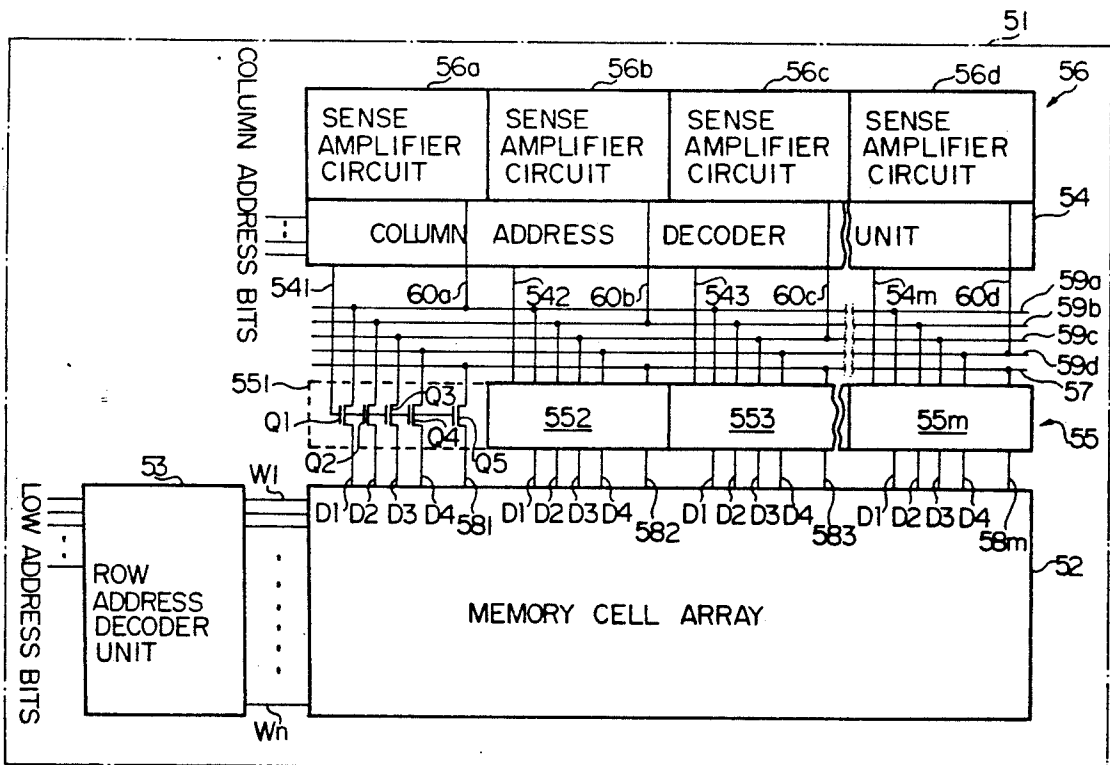 51
56a 56b 56c 56d 56
SENSE AMPLIFIER CIRCUIT
SENSE AMPLIFIER CIRCUIT
SENSE AMPLIFIER CIRCUIT
SENSE AMPLIFIER CIRCUIT
COLUMN ADDRESS BITS
54
COLUMN ADDRESS DECODER UNIT
541 60a 542 60b 543 60c 54m 60d 59a
59b
59c
59d
57
551 Q3
Q1 Q4 552 553 55m 55
Q2 Q5
53 W1
D1 D2 D3 D4 581 D1 D2 D3 D4 582 D1 D2 D3 D4 583 D1 D2 D3 D4 58m
52
LOW ADDRESS BITS
ROW ADDRESS DECODER UNIT
MEMORY CELL ARRAY
Wn